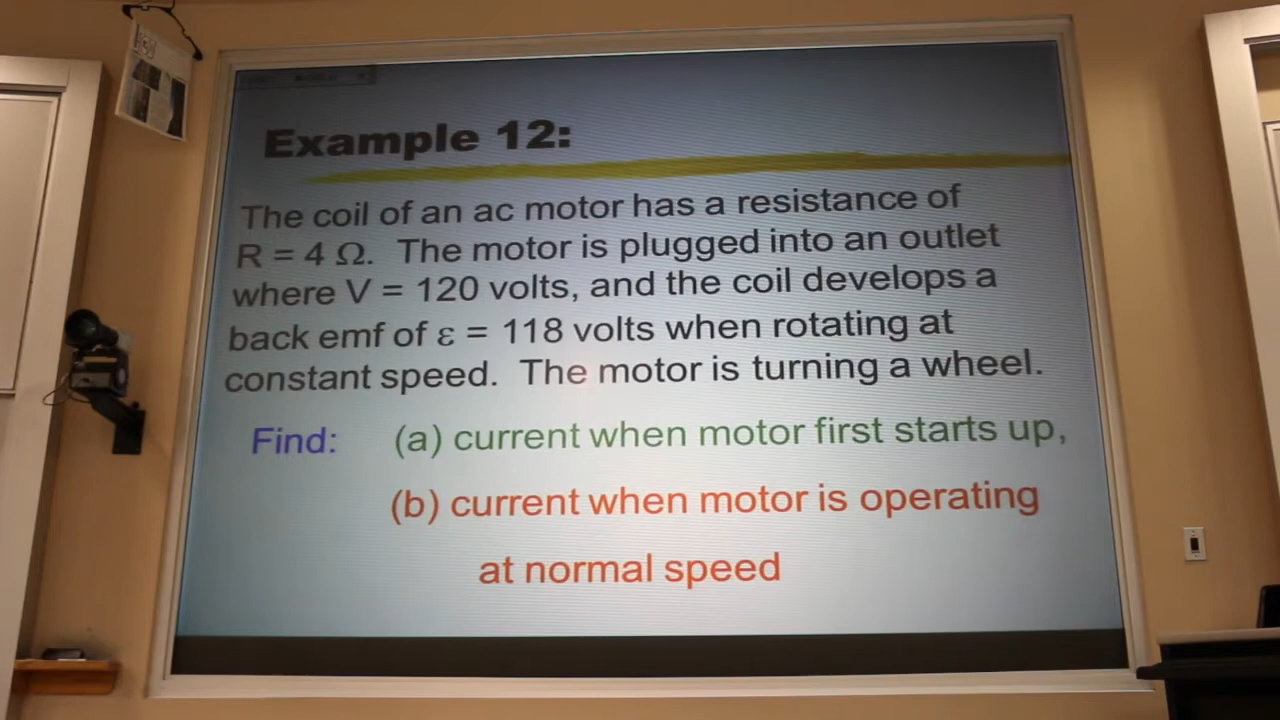 Example 12:
The coil of an ac motor has a resistance of
R = 4 Ω. The motor is plugged into an outlet
where V = 120 volts, and the coil develops a
back emf of ε = 118 volts when rotating at
constant speed. The motor is turning a wheel.
Find: (a) current when motor first starts up,
(b) current when motor is operating
at normal speed